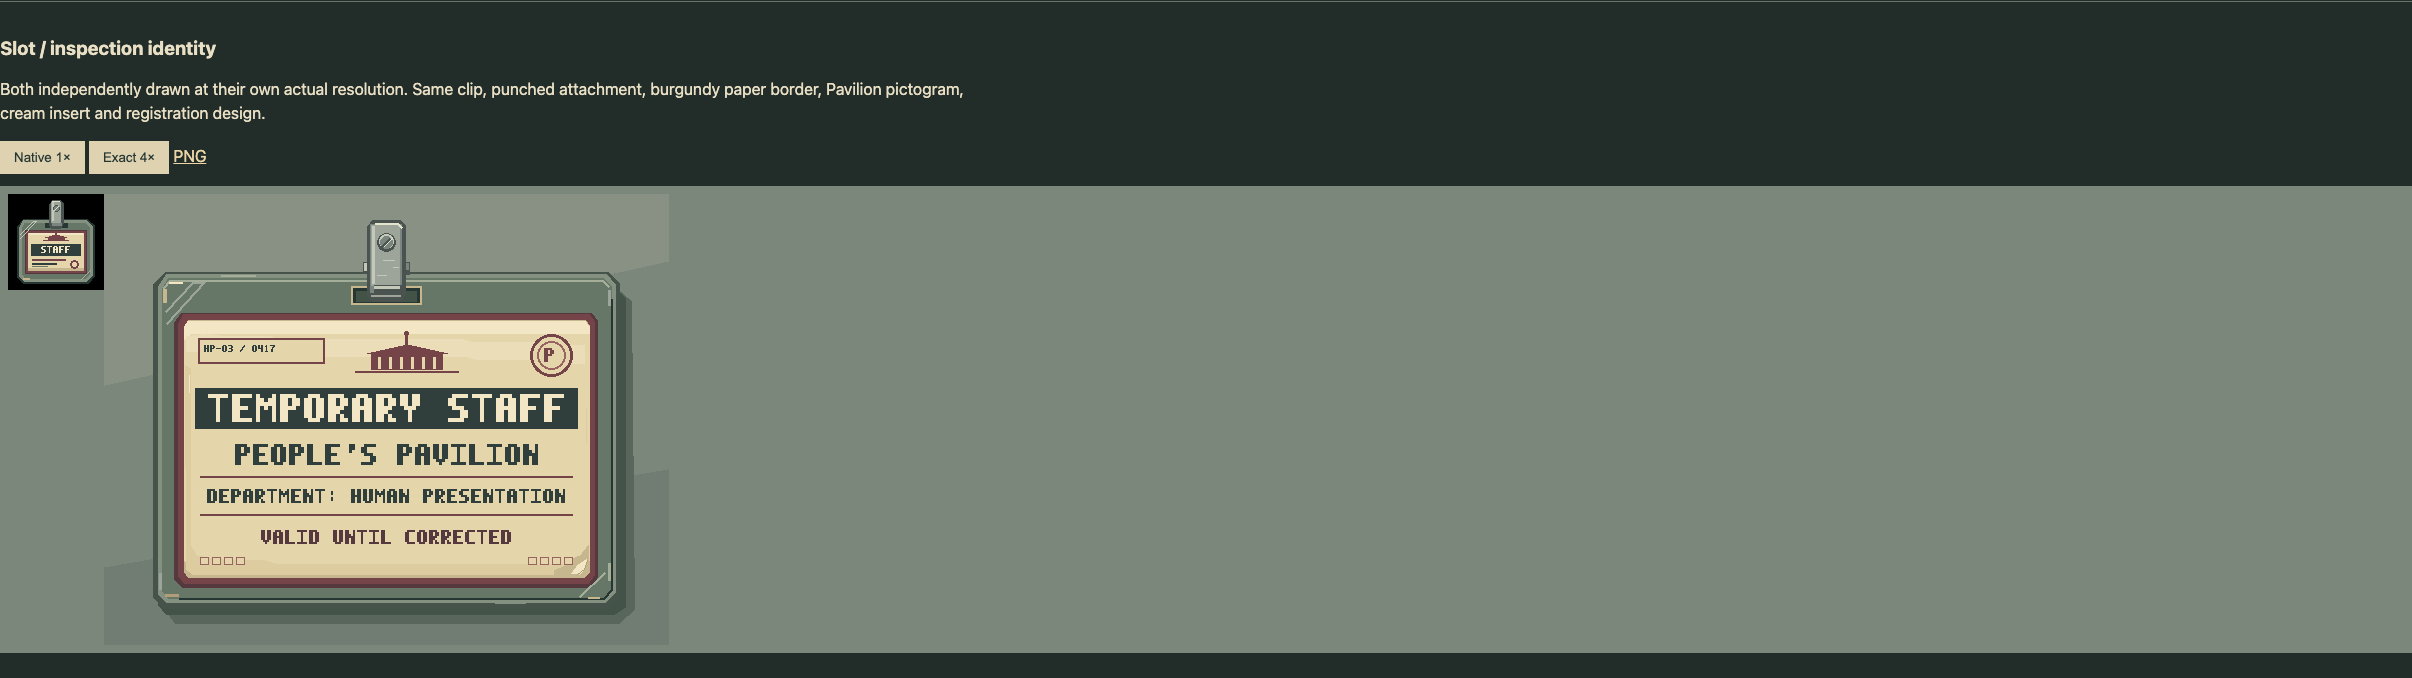 Slot / inspection identity
Both independently drawn at their own actual resolution. Same clip, punched attachment, burgundy paper border, Pavilion pictogram,
cream insert and registration design.
Native 1× Exact 4× PNG
STAFF
HP-03 / 0417
P
TEMPORARY STAFF
PEOPLE'S PAVILION
DEPARTMENT: HUMAN PRESENTATION
VALID UNTIL CORRECTED